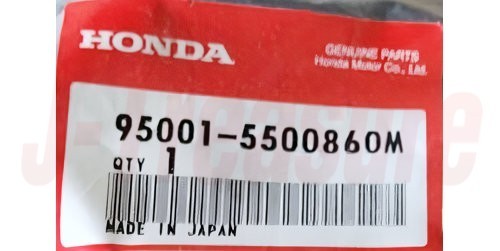 HONDA
GENUINE PARTS
Honda Motor Co., Ltd.
95001-5500860M
QTY 1
MADE IN JAPAN